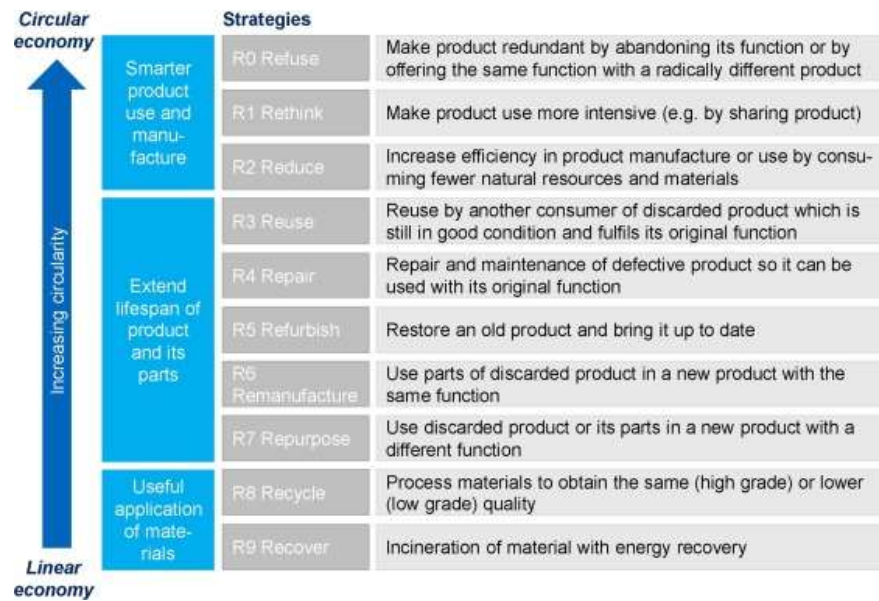 Circular
economy
Strategies
Increasing circularity
Linear
economy
Smarter
product
use and
manu-
facture
R0 Refuse
Make product redundant by abandoning its function or by
offering the same function with a radically different product
R1 Rethink
Make product use more intensive (e.g. by sharing product)
R2 Reduce
Increase efficiency in product manufacture or use by consu-
ming fewer natural resources and materials
Extend
lifespan of
product
and its
parts
R3 Reuse
Reuse by another consumer of discarded product which is
still in good condition and fulfils its original function
R4 Repair
Repair and maintenance of defective product so it can be
used with its original function
R5 Refurbish
Restore an old product and bring it up to date
R6
Remanufacture
Use parts of discarded product in a new product with the
same function
R7 Repurpose
Use discarded product or its parts in a new product with a
different function
Useful
application
of mate-
rials
R8 Recycle
Process materials to obtain the same (high grade) or lower
(low grade) quality
R9 Recover
Incineration of material with energy recovery